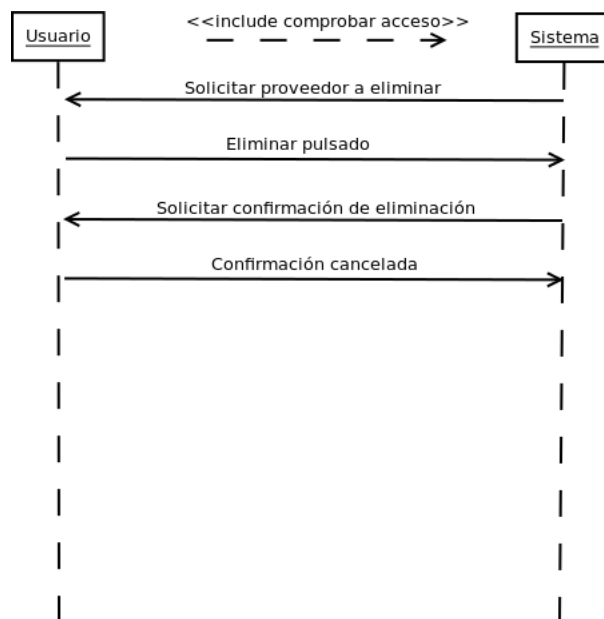 <<include comprobar acceso>>
Usuario
Sistema
Solicitar proveedor a eliminar
Eliminar pulsado
Solicitar confirmación de eliminación
Confirmación cancelada